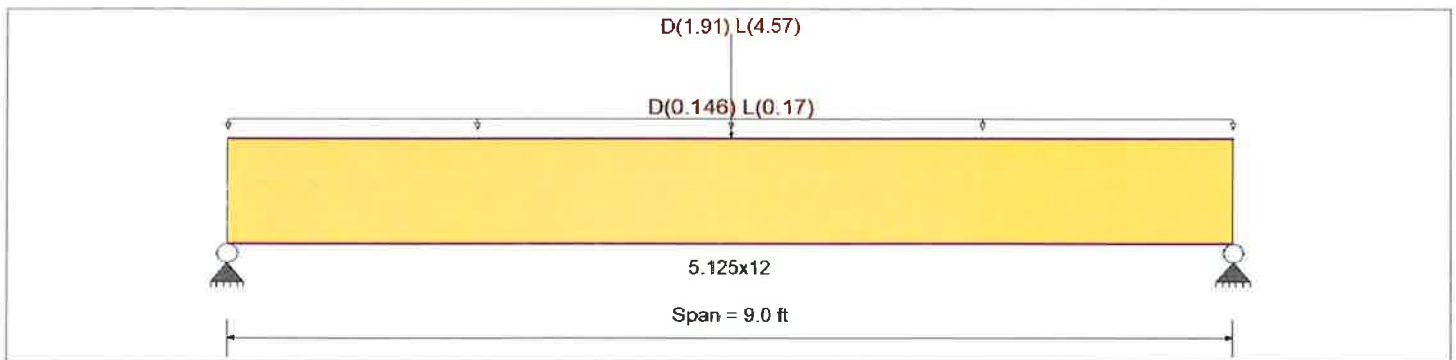 D(1.91) L(4.57)
D(0.146) L(0.17)
5.125x12
Span = 9.0 ft